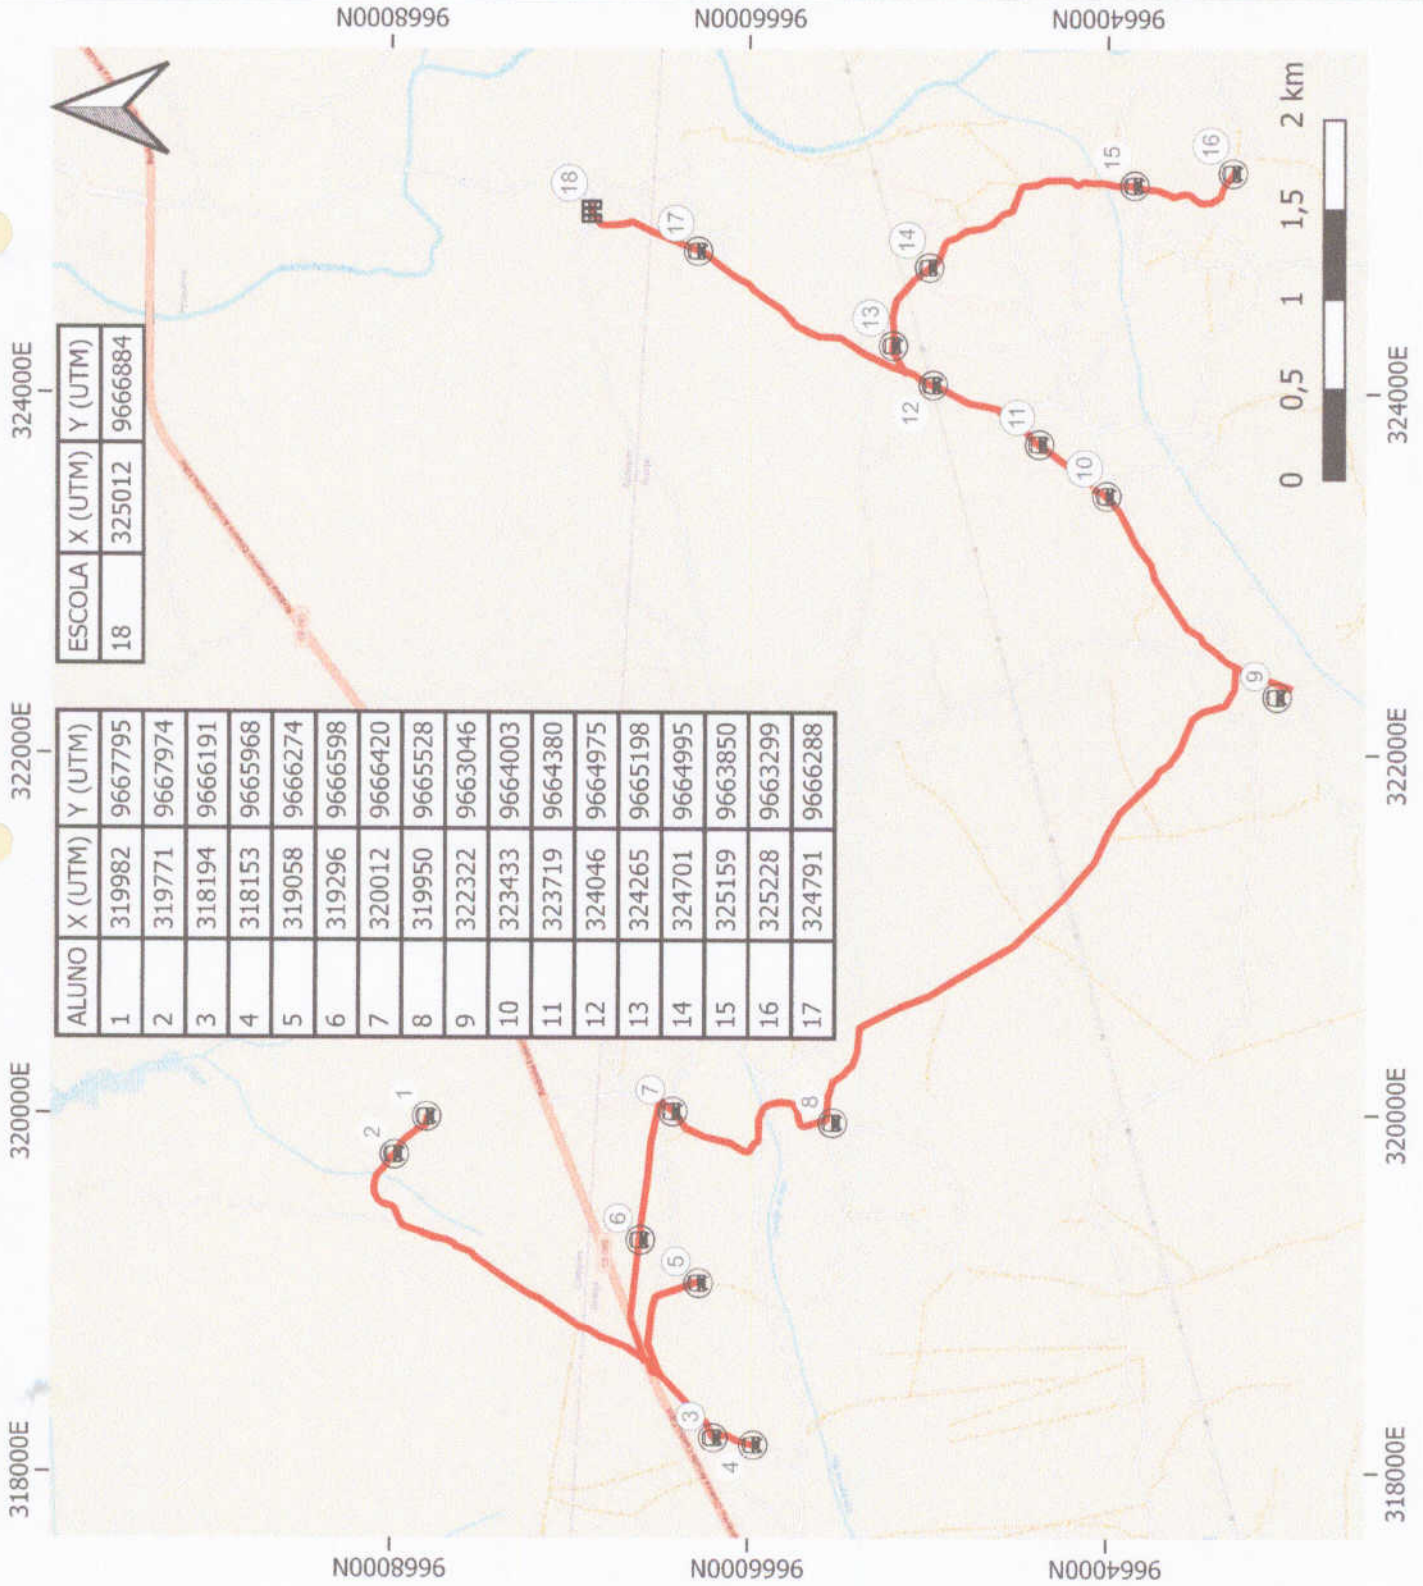 318000E
320000E
322000E
324000E
9668000N
9666000N
9664000N
ALUNO X (UTM) Y (UTM)
1 319982 9667795
2 319771 9667974
3 318194 9666191
4 318153 9665968
5 319058 9666274
6 319296 9666598
7 320012 9666420
8 319950 9665528
9 322322 9663046
10 323433 9664003
11 323719 9664380
12 324046 9664975
13 324265 9665198
14 324701 9664995
15 325159 9663850
16 325228 9663299
17 324791 9666288
ESCOLA X (UTM) Y (UTM)
18 325012 9666884
2
1
18
17
7
6
5
3
4
8
14
13
12
11
10
15
16
9
0 0,5 1 1,5 2 km
9668000N
9666000N
9664000N
318000E
320000E
322000E
324000E